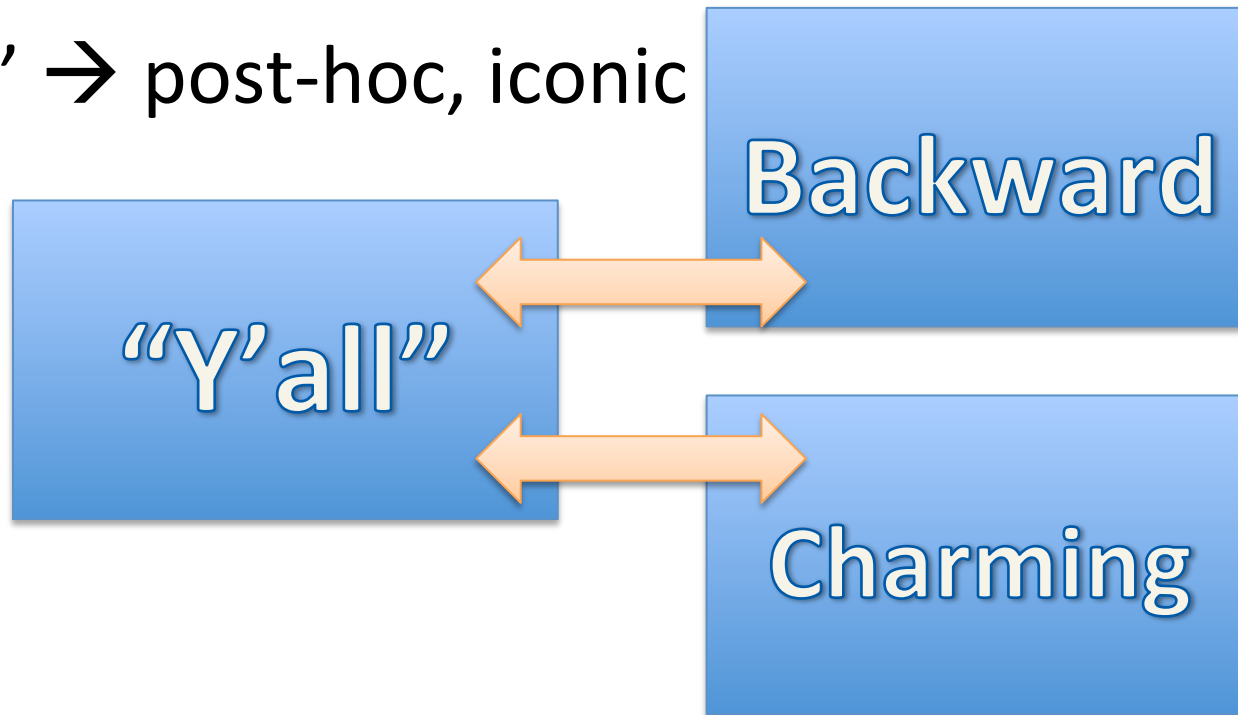 ’ → post-hoc, iconic
Backward
“Y’all”
Charming